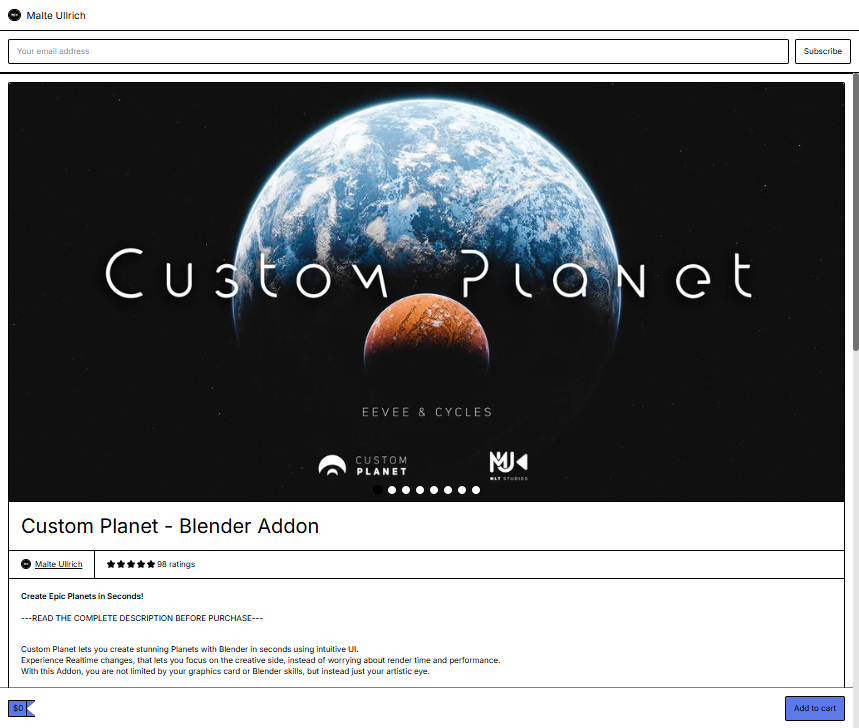 Malte Ullrich
Your email address
Subscribe
Custom Planet
EEVEE & CYCLES
CUSTOM
PLANET
MLT STUDIOS
Custom Planet - Blender Addon
Malte Ullrich
98 ratings
Create Epic Planets in Seconds!
---READ THE COMPLETE DESCRIPTION BEFORE PURCHASE---
Custom Planet lets you create stunning Planets with Blender in seconds using intuitive UI.
Experience Realtime changes, that lets you focus on the creative side, instead of worrying about render time and performance.
With this Addon, you are not limited by your graphics card or Blender skills, but instead just your artistic eye.
$0
Add to cart